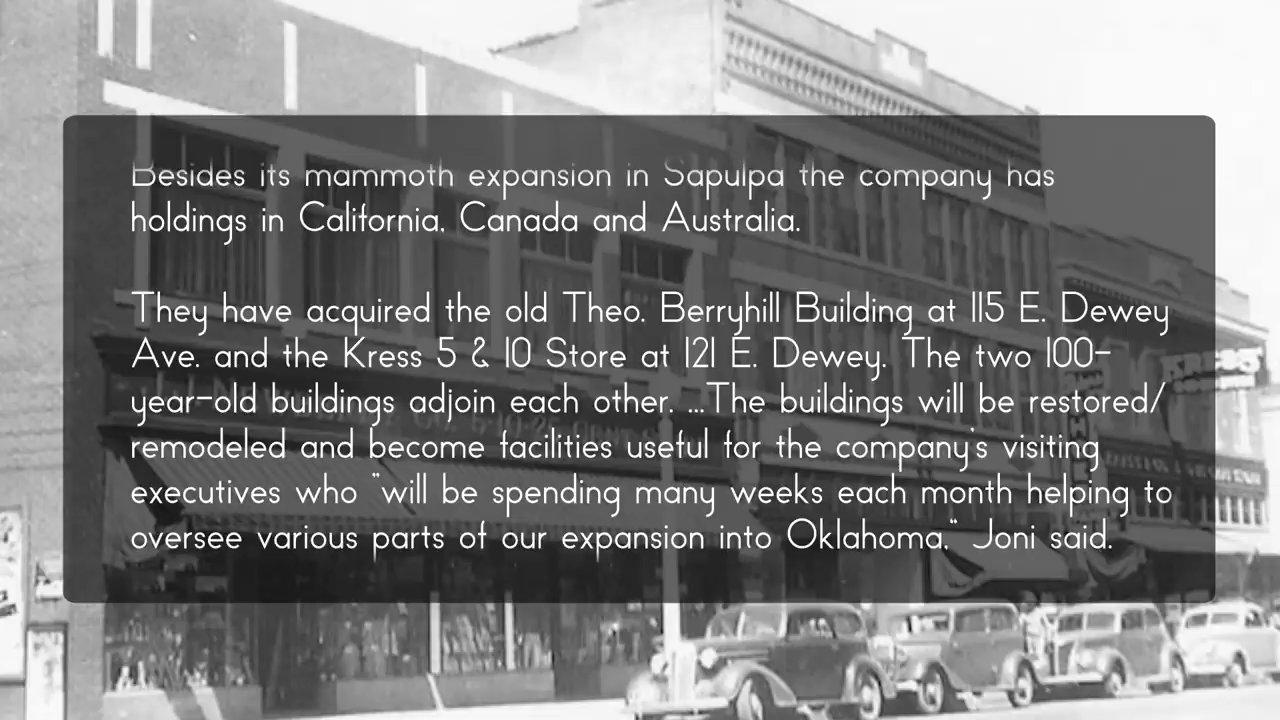 Besides its mammoth expansion in Sapulpa the company has
holdings in California, Canada and Australia.
They have acquired the old Theo. Berryhill Building at 115 E. Dewey
Ave. and the Kress 5 & 10 Store at 121 E. Dewey. The two 100-
year-old buildings adjoin each other. ...The buildings will be restored/
remodeled and become facilities useful for the company's visiting
executives who "will be spending many weeks each month helping to
oversee various parts of our expansion into Oklahoma," Joni said.
KRESS